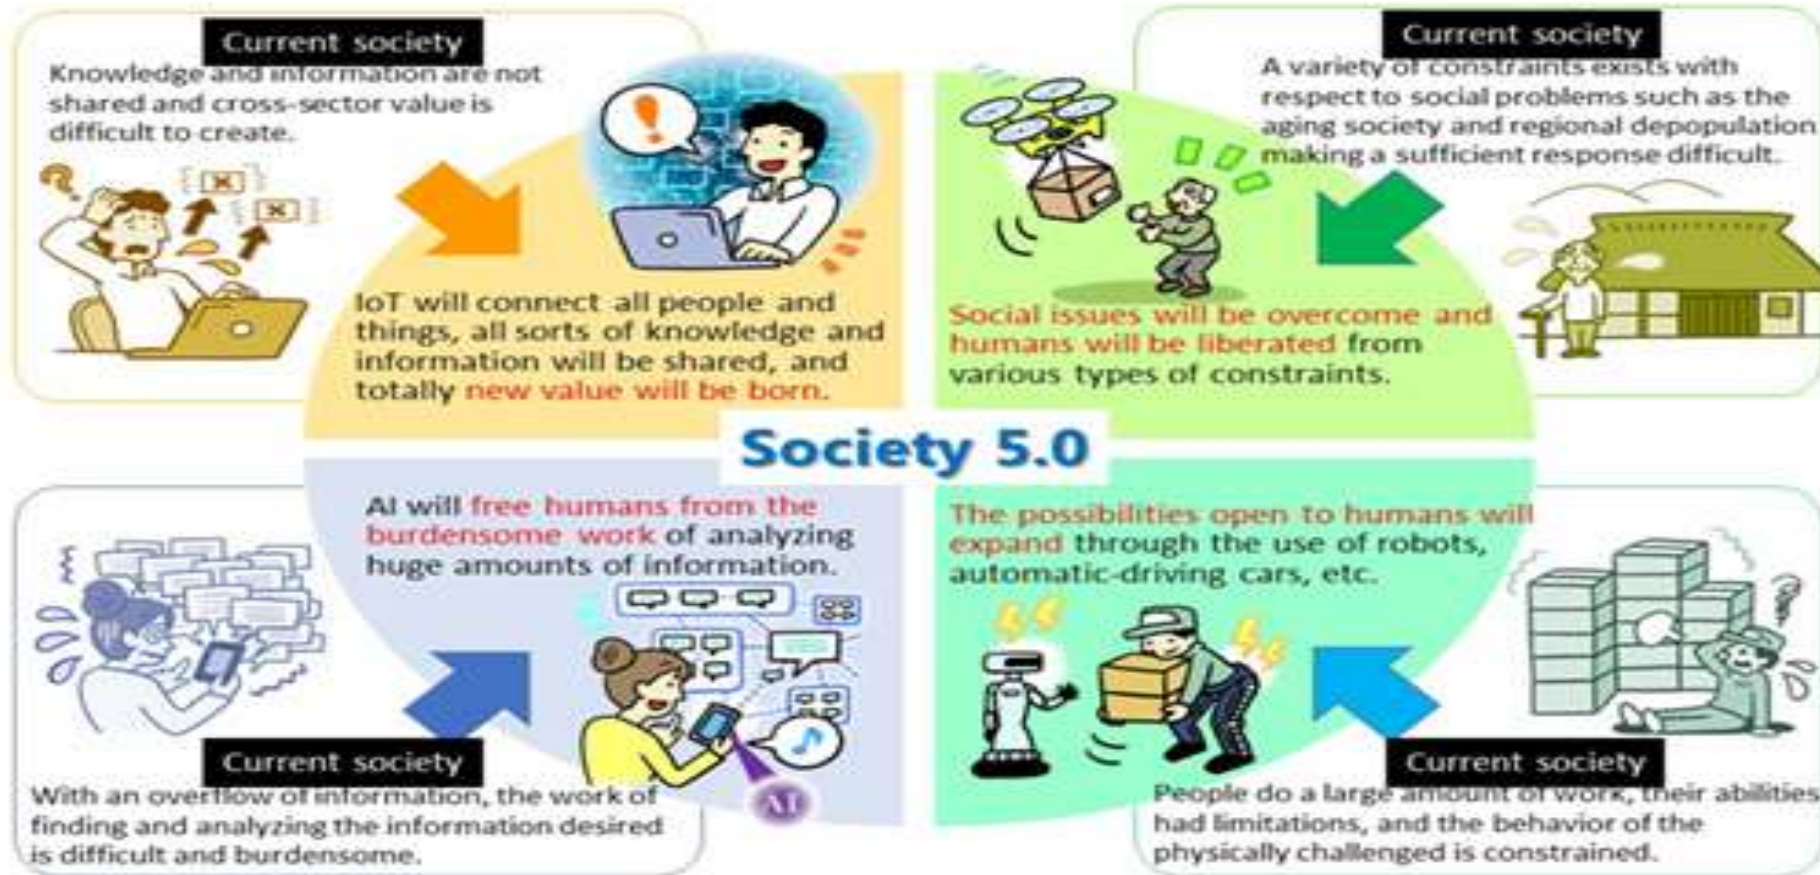 Current society
Knowledge and information are not
shared and cross-sector value is
difficult to create.
IoT will connect all people and
things, all sorts of knowledge and
information will be shared, and
totally new value will be born.
Current society
A variety of constraints exists with
respect to social problems such as the
aging society and regional depopulation
making a sufficient response difficult.
Social issues will be overcome and
humans will be liberated from
various types of constraints.
Society 5.0
AI will free humans from the
burdensome work of analyzing
huge amounts of information.
AI
Current society
With an overflow of information, the work of
finding and analyzing the information desired
is difficult and burdensome.
The possibilities open to humans will
expand through the use of robots,
automatic-driving cars, etc.
Current society
People do a large amount of work, their abilities
had limitations, and the behavior of the
physically challenged is constrained.